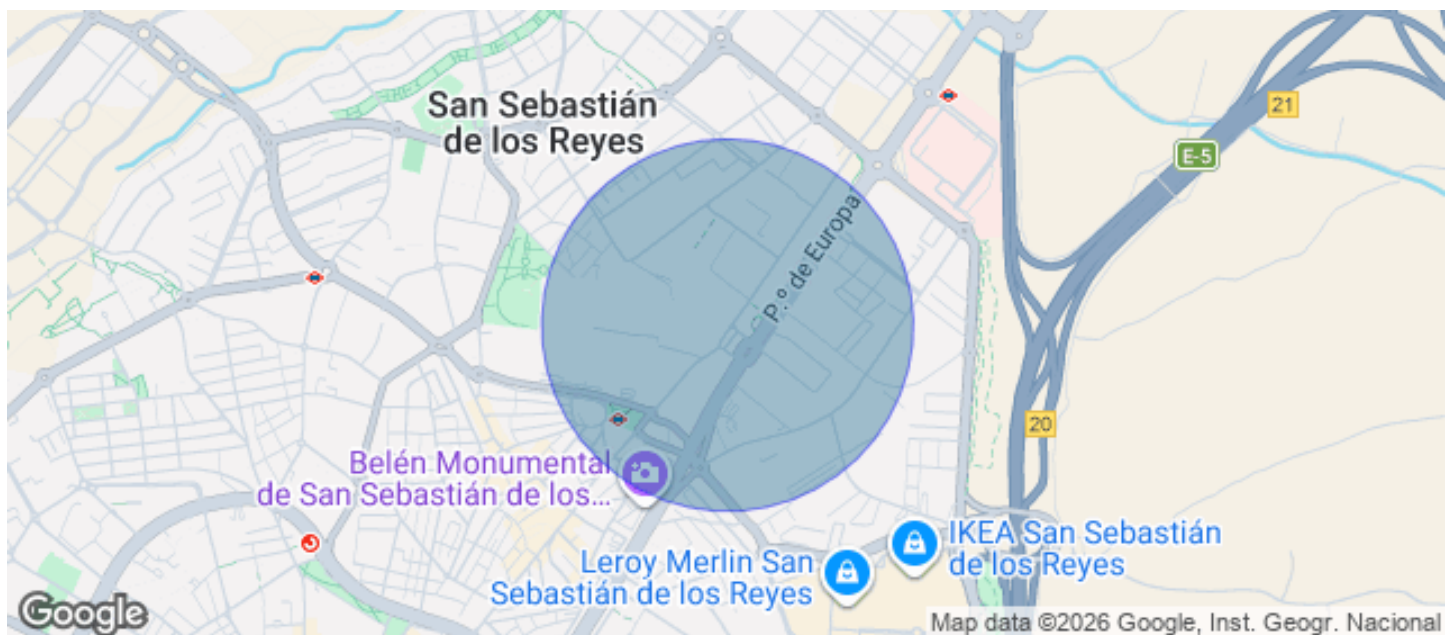 San Sebastián
de los Reyes
21
E-5
P.º de Europa
20
Belén Monumental
de San Sebastián de los...
IKEA San Sebastián
de los Reyes
Leroy Merlin San
Sebastián de los Reyes
Google
Map data ©2026 Google, Inst. Geogr. Nacional